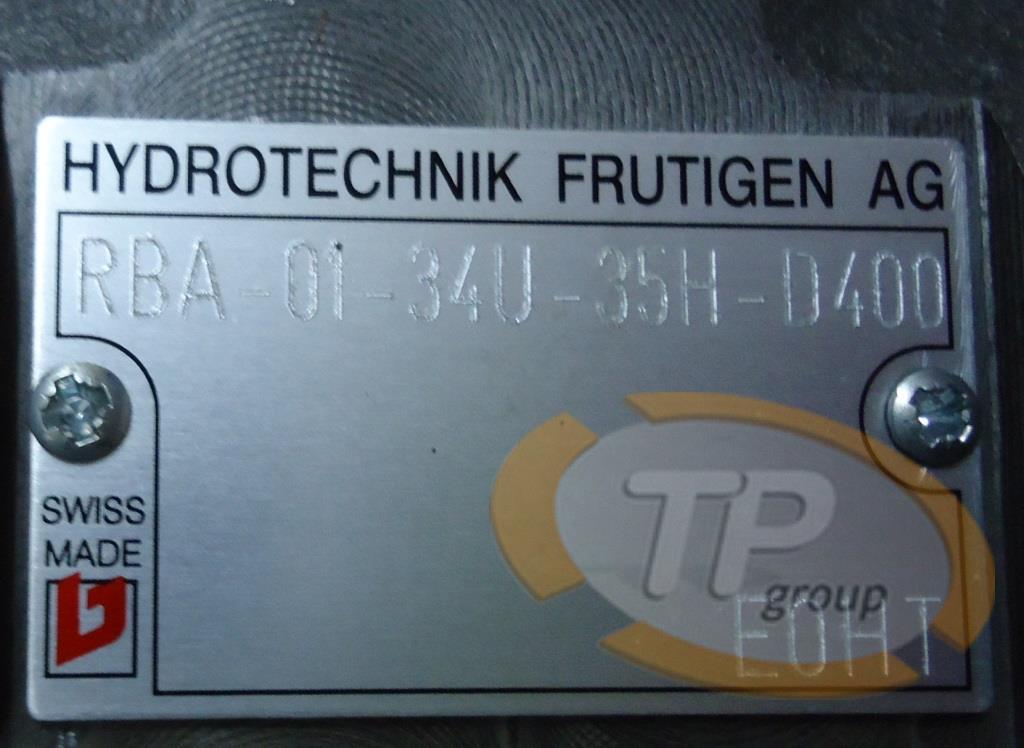 HYDROTECHNIK FRUTIGEN AG
RBA-01-34U-35H-D400
SWISS
MADE
TP
group
EOHT